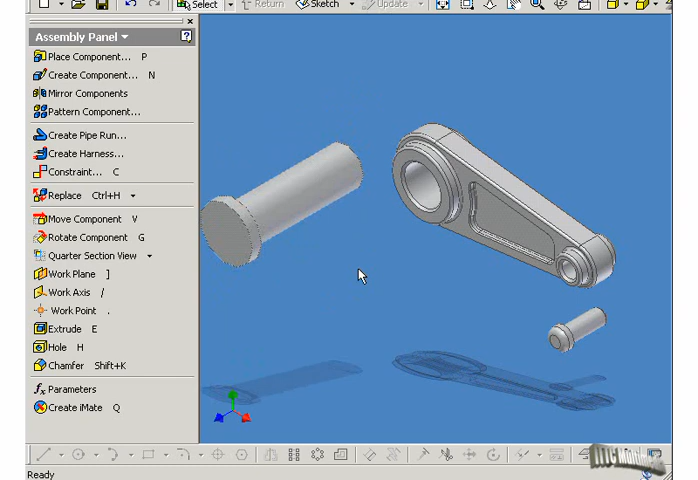 Select Return Sketch Update
Assembly Panel
Place Component... P
Create Component... N
Mirror Components
Pattern Component...
Create Pipe Run...
Create Harness...
Constraint... C
Replace Ctrl+H
Move Component V
Rotate Component G
Quarter Section View
Work Plane ]
Work Axis /
Work Point .
Extrude E
Hole H
Chamfer Shift+K
fx Parameters
Create iMate Q
Ready